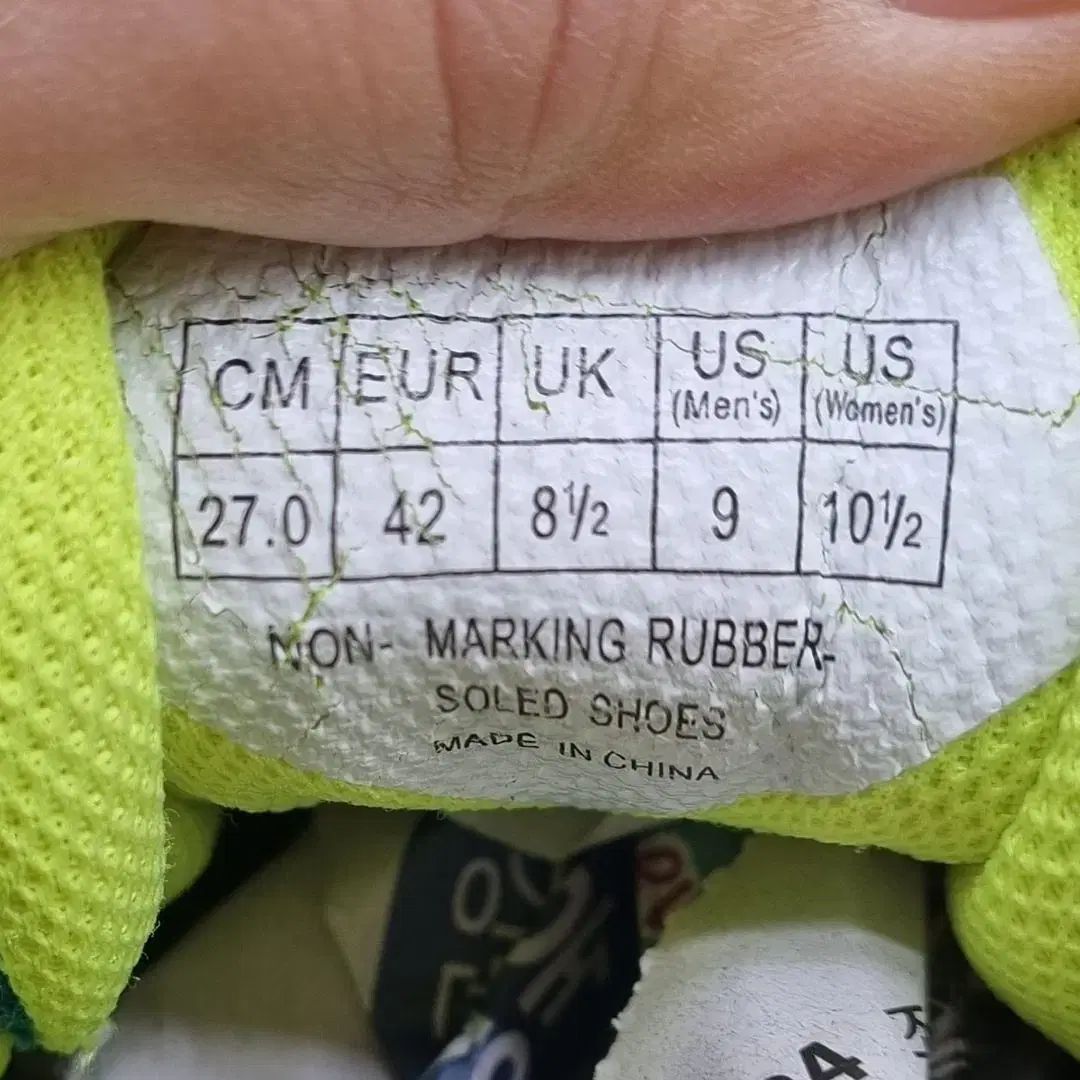 CM EUR UK US (Men's) US (Women's)
27.0 42 8½ 9 10½
NON- MARKING RUBBER-
SOLED SHOES
MADE IN CHINA